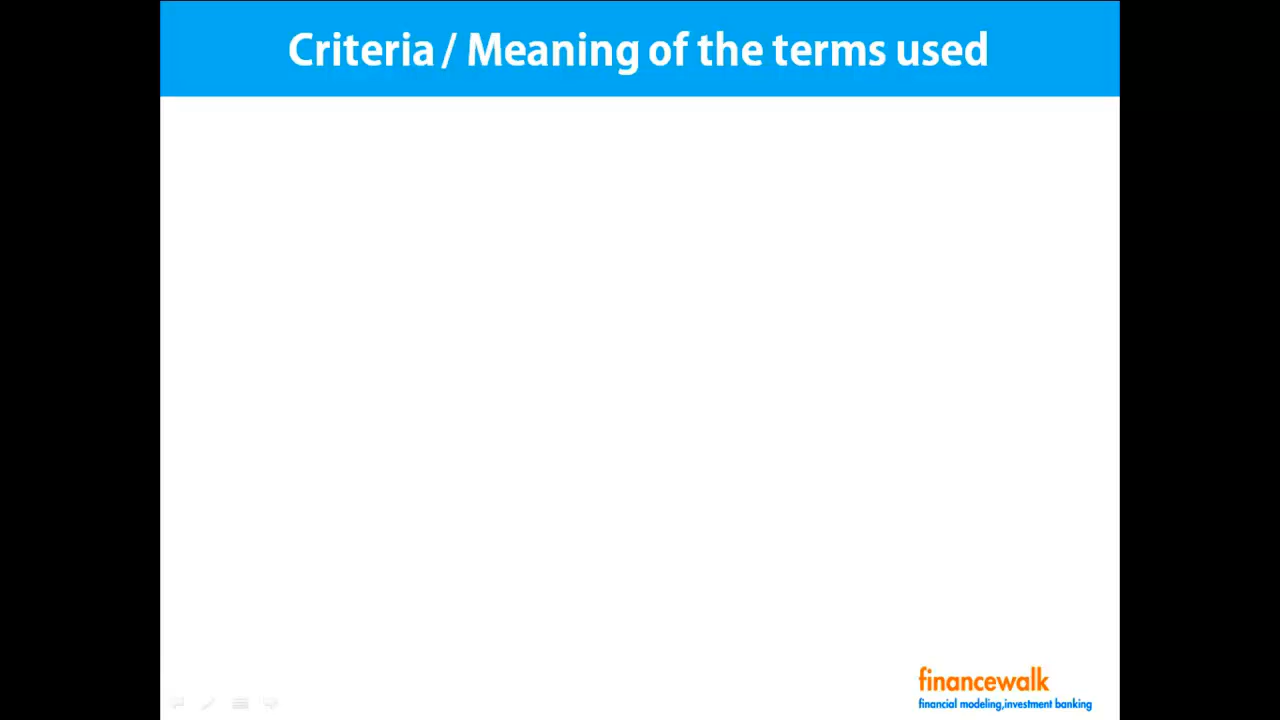 Criteria / Meaning of the terms used
financewalk
financial modeling,investment banking